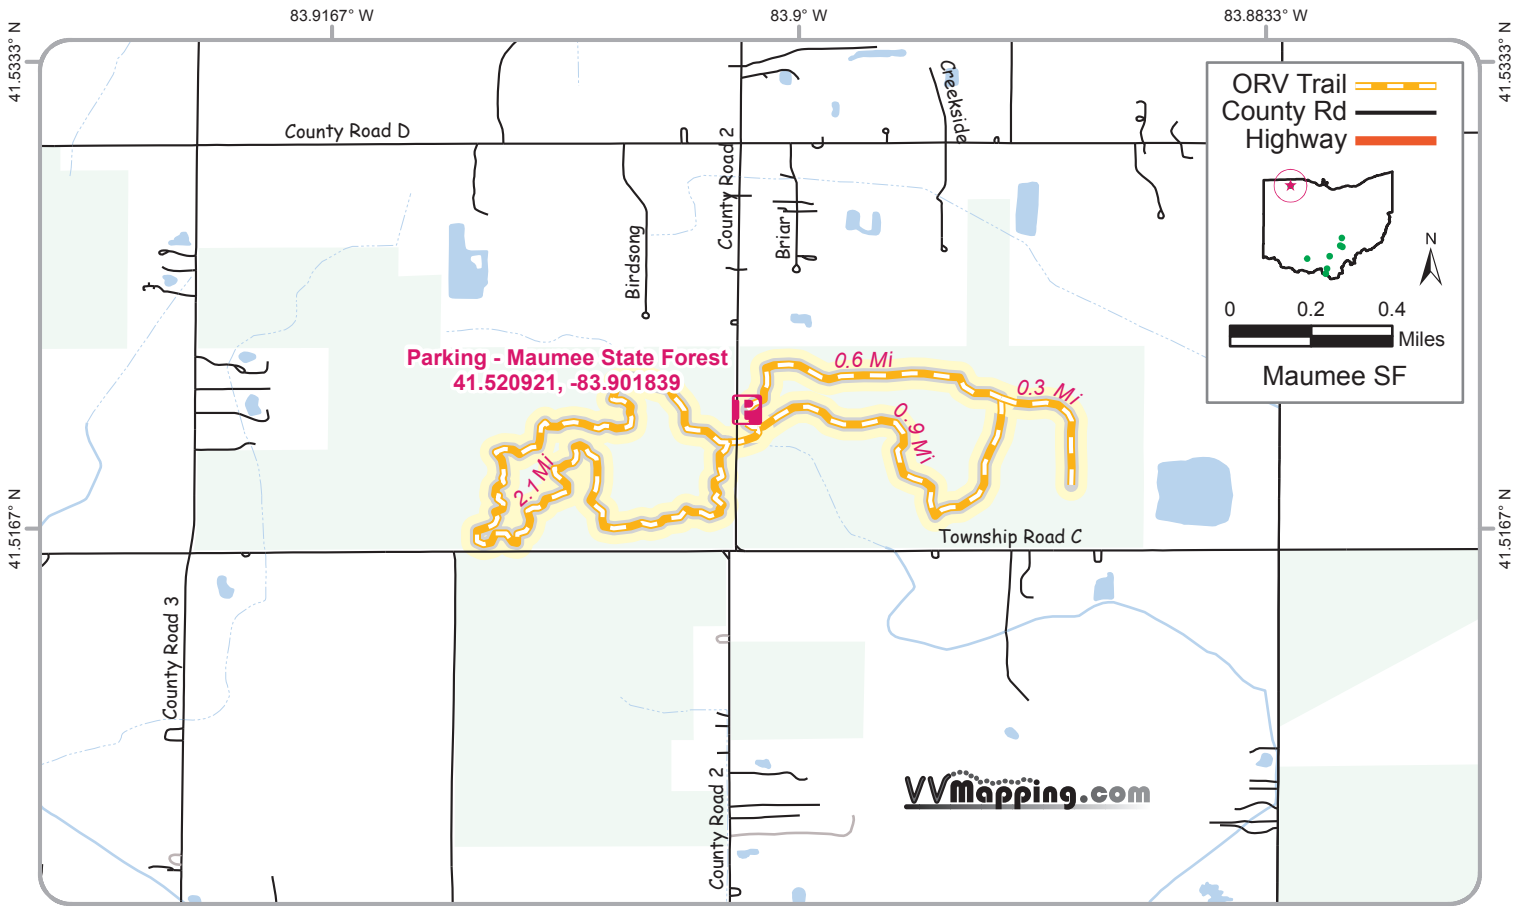 83.9167° W
83.9° W
83.8833° W
41.5333° N
41.5333° N
41.5167° N
41.5167° N
County Road D
County Road 2
Creekside
Birdsong
Briar
ORV Trail
County Rd
Highway
N
0 0.2 0.4
Miles
Maumee SF
Parking - Maumee State Forest
41.520921, -83.901839
P
0.6 Mi
0.3 Mi
0.9 Mi
2.1 Mi
Township Road C
County Road 3
County Road 2
VVMapping.com